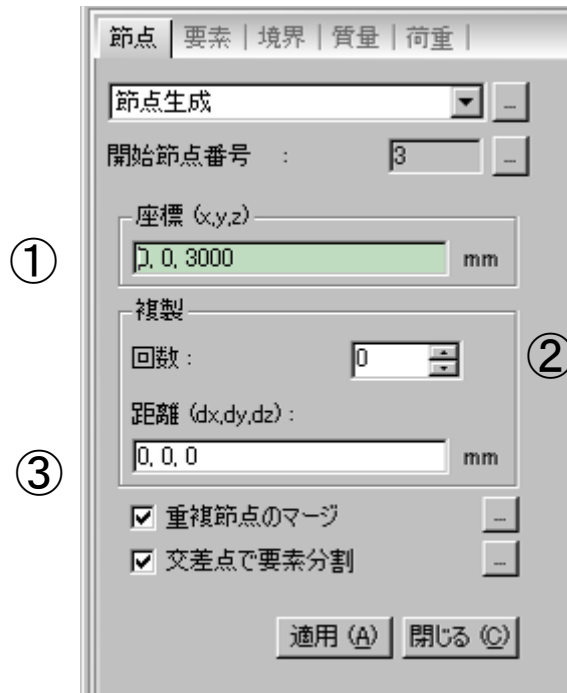 節点 | 要素 | 境界 | 質量 | 荷重 |
節点生成 ...
開始節点番号 : 3 ...
座標 (x,y,z)
① 0, 0, 3000 mm
複製
回数 : 0 ②
距離 (dx,dy,dz) :
③ 0, 0, 0 mm
重複節点のマージ ...
交差点で要素分割 ...
適用 (A) 閉じる (C)